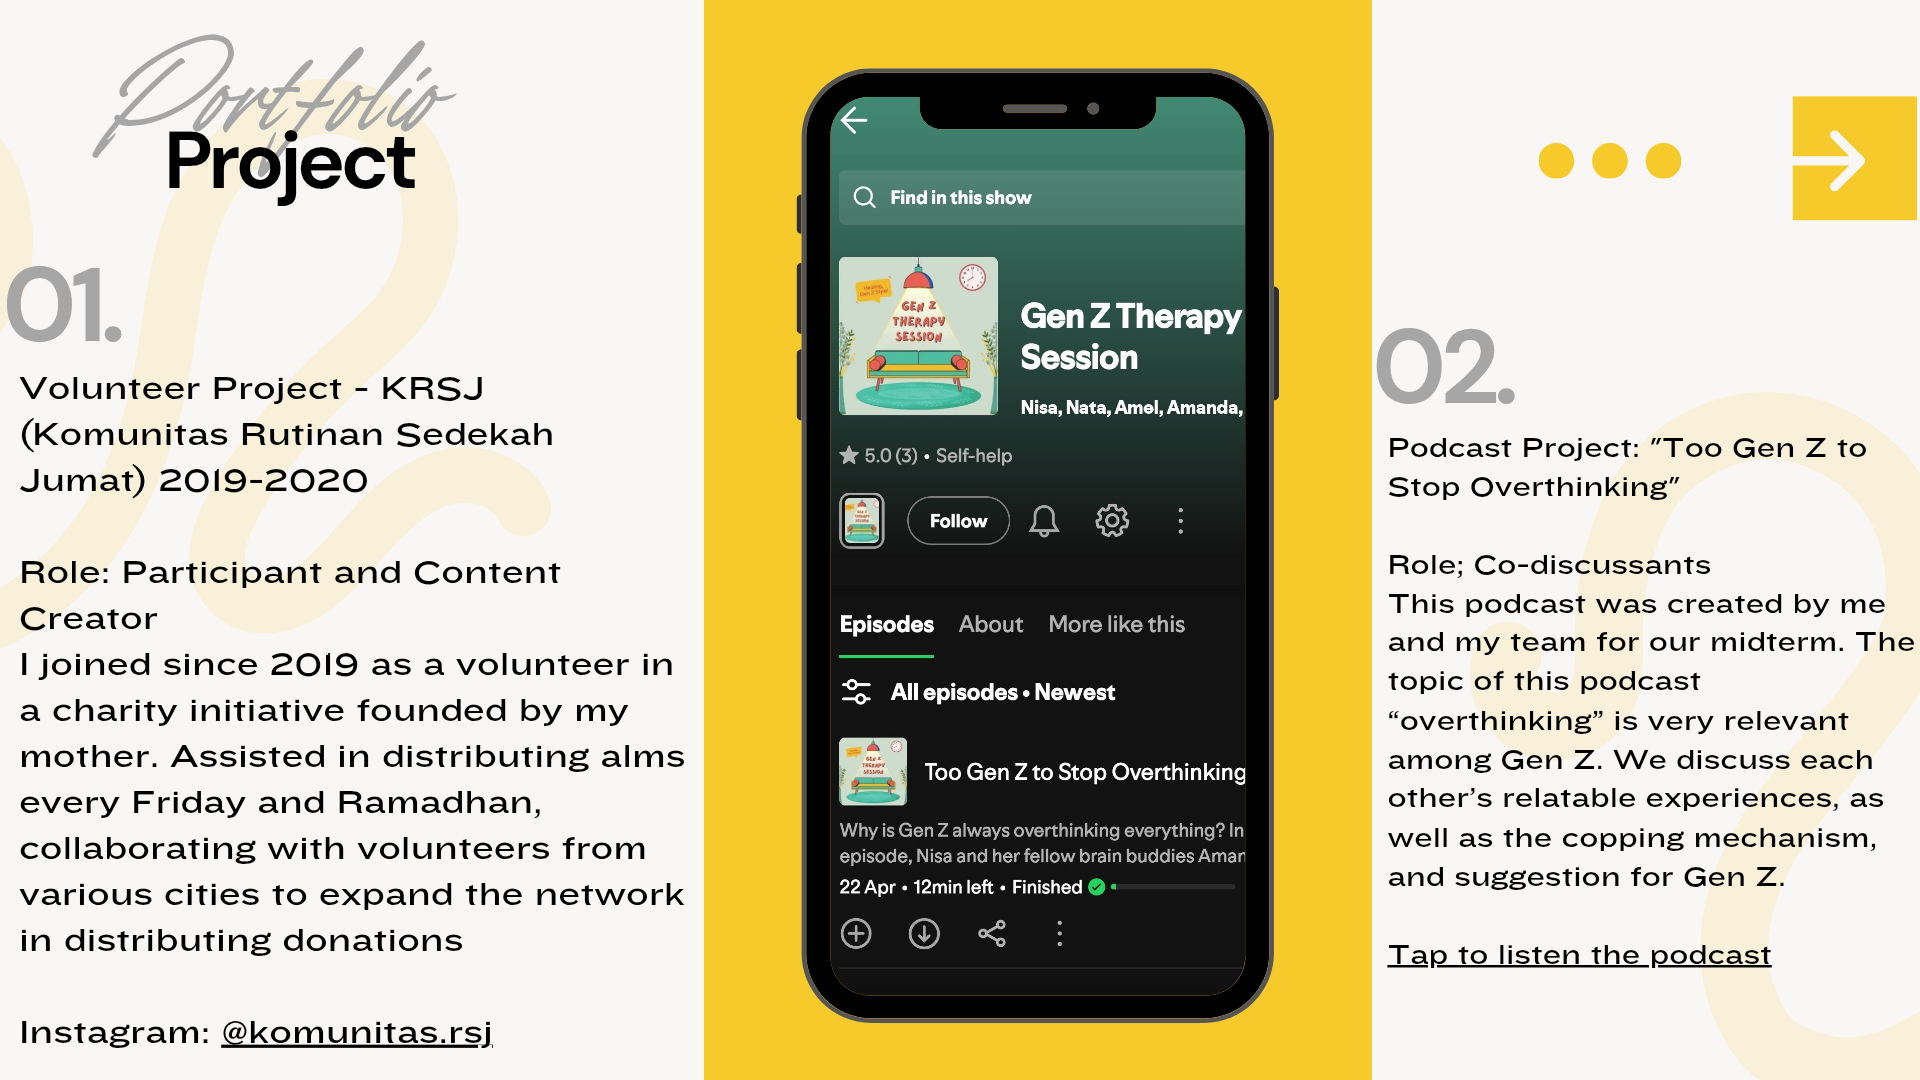 Portfolio
Project
01.
Volunteer Project - KRSJ
(Komunitas Rutinan Sedekah
Jumat) 2019-2020
Role: Participant and Content
Creator
I joined since 2019 as a volunteer in
a charity initiative founded by my
mother. Assisted in distributing alms
every Friday and Ramadhan,
collaborating with volunteers from
various cities to expand the network
in distributing donations
Instagram: @komunitas.rsj
Find in this show
Healing,
Gen Z Style!
GEN Z
THERAPY
SESSION
Gen Z Therapy
Session
Nisa, Nata, Amel, Amanda,
5.0 (3) • Self-help
Follow
Episodes About More like this
All episodes • Newest
GEN Z
THERAPY
SESSION
Too Gen Z to Stop Overthinking
Why is Gen Z always overthinking everything? In
episode, Nisa and her fellow brain buddies Aman
22 Apr • 12min left • Finished
02.
Podcast Project: "Too Gen Z to
Stop Overthinking"
Role; Co-discussants
This podcast was created by me
and my team for our midterm. The
topic of this podcast
“overthinking” is very relevant
among Gen Z. We discuss each
other’s relatable experiences, as
well as the copping mechanism,
and suggestion for Gen Z.
Tap to listen the podcast